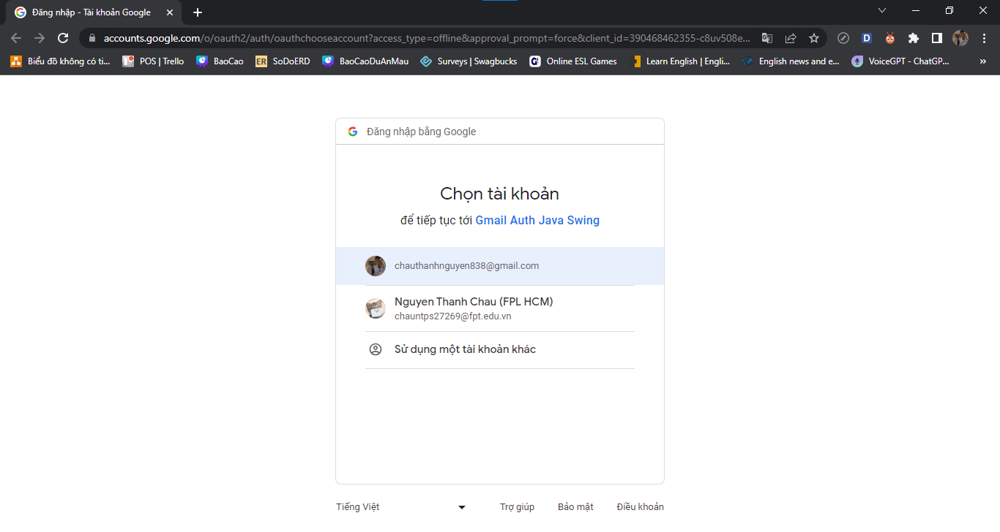 Đăng nhập - Tài khoản Google
accounts.google.com/o/oauth2/auth/oauthchooseaccount?access_type=offline&approval_prompt=force&client_id=390468462355-c8uv508e...
Biểu đồ không có ti... POS | Trello BaoCao SoDoERD BaoCaoDuAnMau Surveys | Swagbucks Online ESL Games Learn English | Engli... English news and e... VoiceGPT - ChatGP... »
Đăng nhập bằng Google
Chọn tài khoản
để tiếp tục tới Gmail Auth Java Swing
chauthanhnguyen838@gmail.com
Nguyen Thanh Chau (FPL HCM)
chauntps27269@fpt.edu.vn
Sử dụng một tài khoản khác
Tiếng Việt Trợ giúp Bảo mật Điều khoản